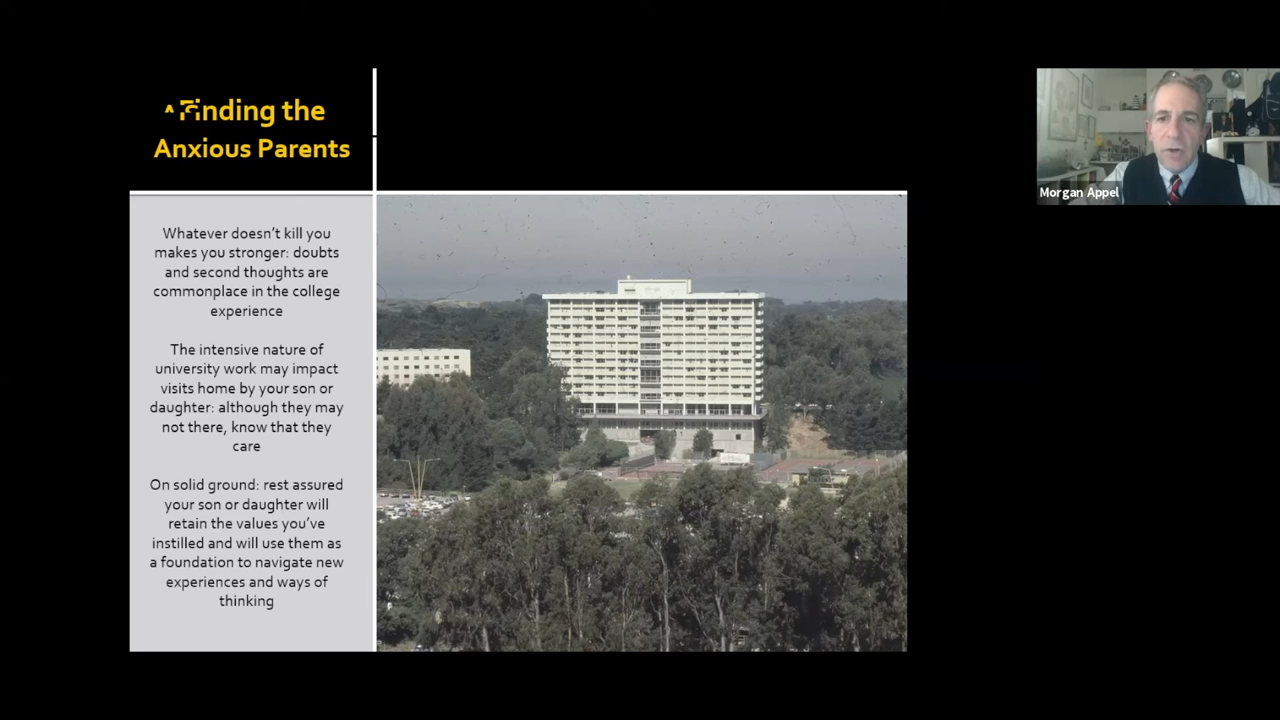 Finding the
Anxious Parents
Whatever doesn't kill you
makes you stronger: doubts
and second thoughts are
commonplace in the college
experience
The intensive nature of
university work may impact
visits home by your son or
daughter: although they may
not there, know that they
care
On solid ground: rest assured
your son or daughter will
retain the values you've
instilled and will use them as
a foundation to navigate new
experiences and ways of
thinking
Morgan Appel